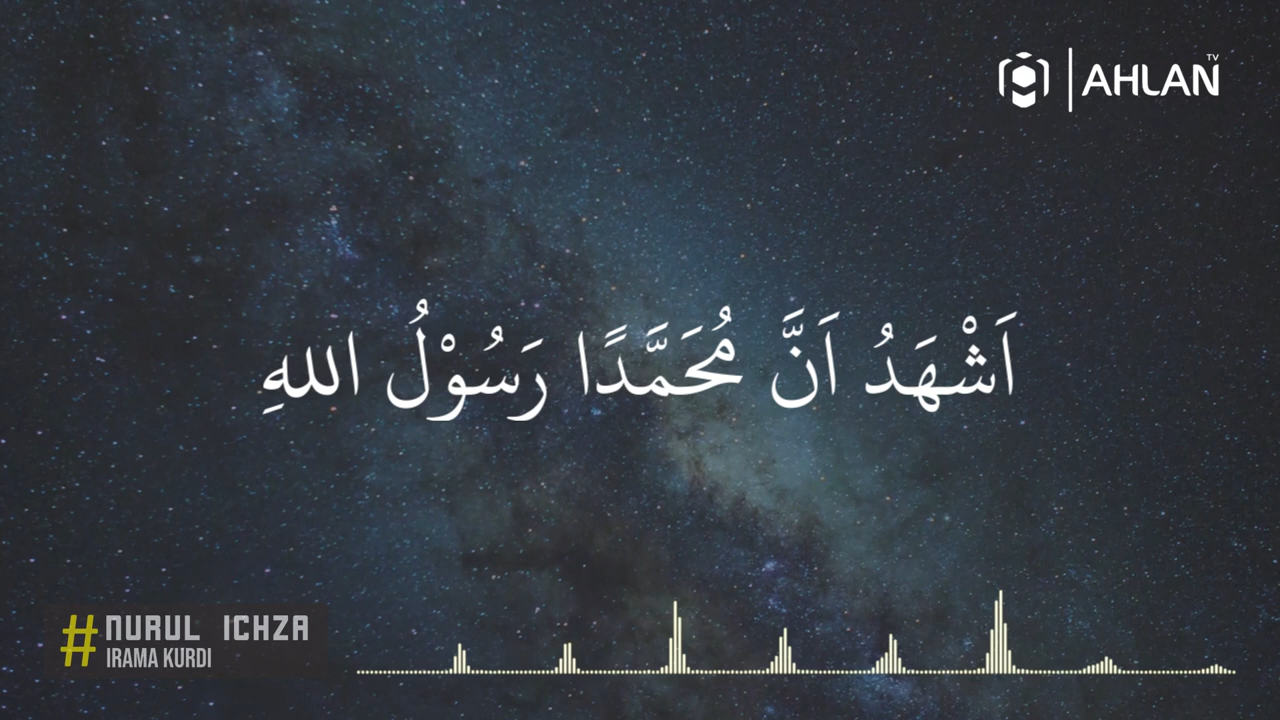 AHLAN TV
اَشْهَدُ اَنَّ مُحَمَّدًا رَسُوْلُ اللهِ
#NURUL ICHZA
IRAMA KURDI